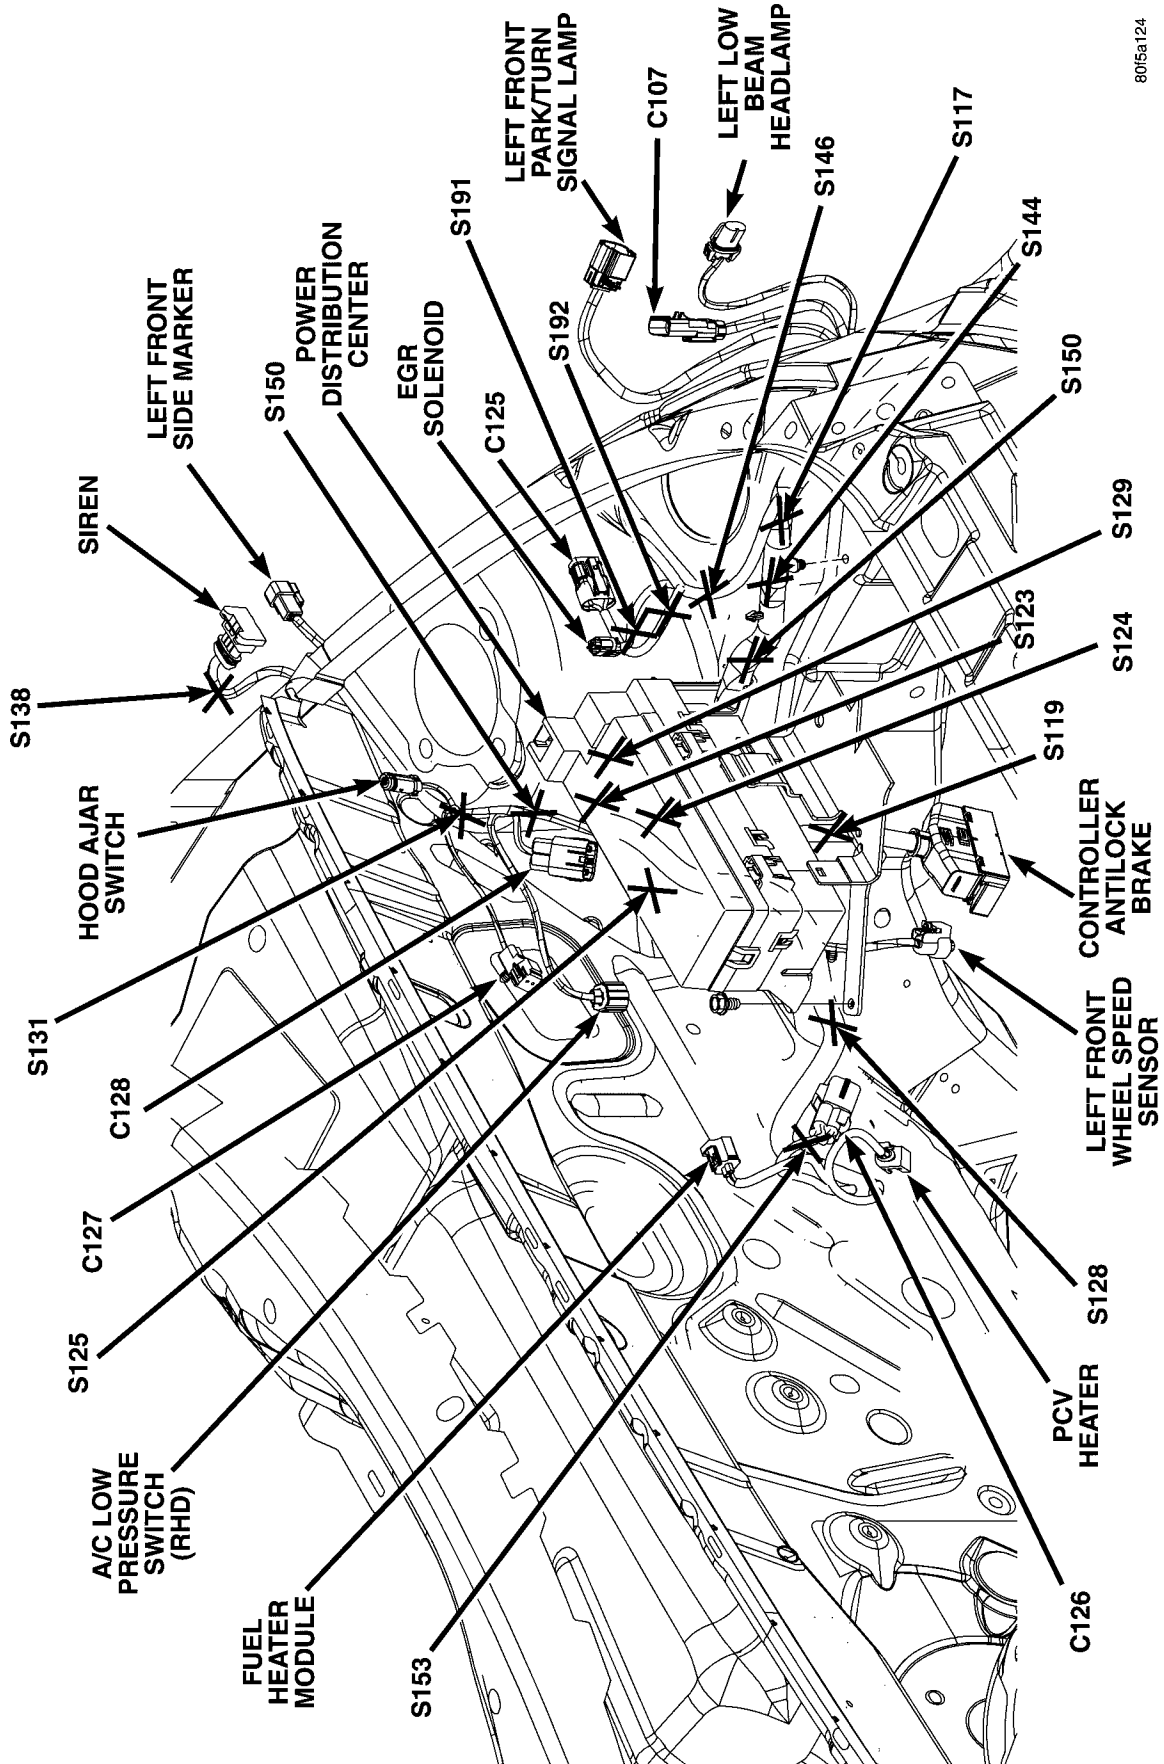 S138
HOOD AJAR
SWITCH
S131
C128
C127
S125
A/C LOW
PRESSURE
SWITCH
(RHD)
FUEL
HEATER
MODULE
S153
SIREN
LEFT FRONT
SIDE MARKER
S150
POWER
DISTRIBUTION
CENTER
EGR
SOLENOID
C125
S191
S192
LEFT FRONT
PARK/TURN
SIGNAL LAMP
C107
LEFT LOW
BEAM
HEADLAMP
S146
S117
S144
S150
S129
S123
S124
S119
CONTROLLER
ANTILOCK
BRAKE
LEFT FRONT
WHEEL SPEED
SENSOR
S128
PCV
HEATER
C126
80f5a124